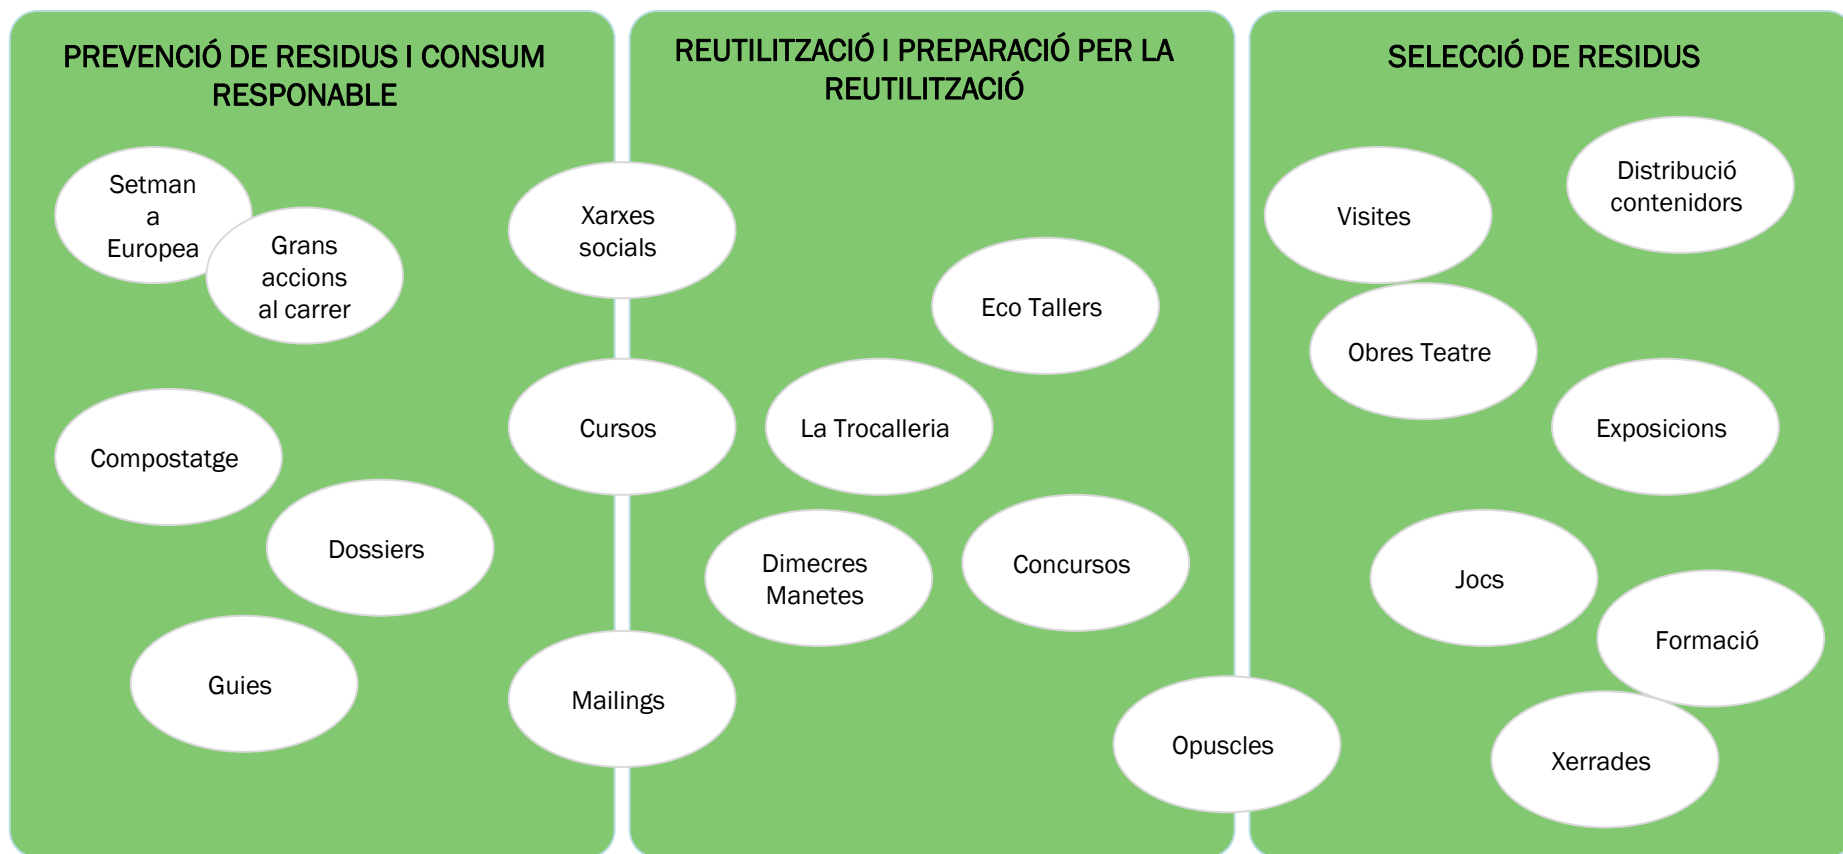 PREVENCIÓ DE RESIDUS I CONSUM
RESPONABLE
Setman
a
Europea
Grans
accions
al carrer
Compostatge
Dossiers
Guies
Xarxes
socials
Cursos
Mailings
REUTILITZACIÓ I PREPARACIÓ PER LA
REUTILITZACIÓ
Eco Tallers
La Trocalleria
Dimecres
Manetes
Concursos
Opuscles
SELECCIÓ DE RESIDUS
Visites
Distribució
contenidors
Obres Teatre
Exposicions
Jocs
Formació
Xerrades